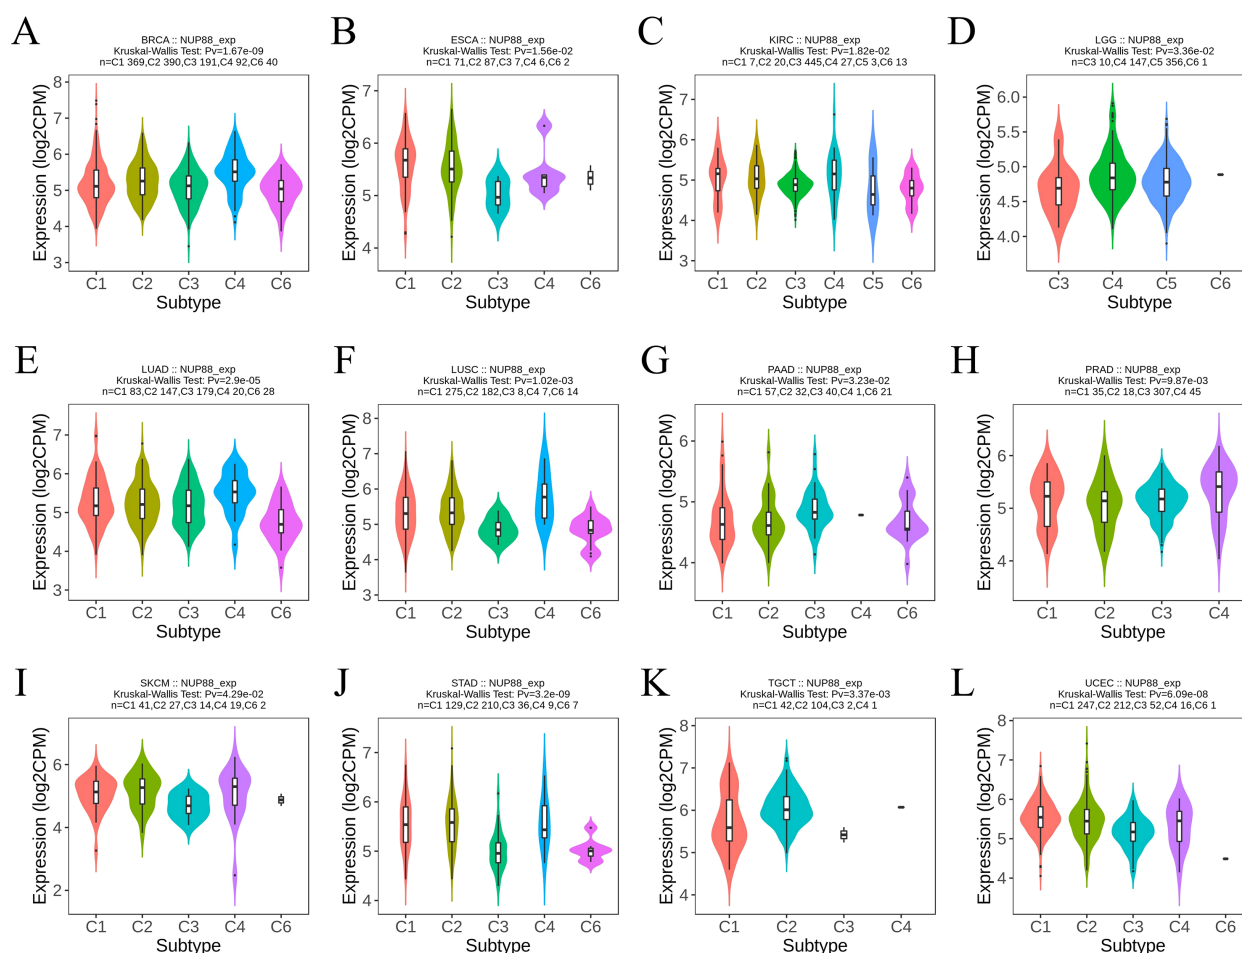 A
BRCA :: NUP88_exp
Kruskal-Wallis Test: Pv=1.67e-09
n=C1 369,C2 390,C3 191,C4 92,C6 40
Expression (log2CPM)
8
7
6
5
4
3
C1 C2 C3 C4 C6
Subtype
B
ESCA :: NUP88_exp
Kruskal-Wallis Test: Pv=1.56e-02
n=C1 71,C2 87,C3 7,C4 6,C6 2
Expression (log2CPM)
7
6
5
4
C1 C2 C3 C4 C6
Subtype
C
KIRC :: NUP88_exp
Kruskal-Wallis Test: Pv=1.82e-02
n=C1 7,C2 20,C3 445,C4 27,C5 3,C6 13
Expression (log2CPM)
7
6
5
4
3
C1 C2 C3 C4 C5 C6
Subtype
D
LGG :: NUP88_exp
Kruskal-Wallis Test: Pv=3.36e-02
n=C3 10,C4 147,C5 356,C6 1
Expression (log2CPM)
6.0
5.5
5.0
4.5
4.0
C3 C4 C5 C6
Subtype
E
LUAD :: NUP88_exp
Kruskal-Wallis Test: Pv=2.9e-05
n=C1 83,C2 147,C3 179,C4 20,C6 28
Expression (log2CPM)
7
6
5
4
3
C1 C2 C3 C4 C6
Subtype
F
LUSC :: NUP88_exp
Kruskal-Wallis Test: Pv=1.02e-03
n=C1 275,C2 182,C3 8,C4 7,C6 14
Expression (log2CPM)
8
7
6
5
4
3
C1 C2 C3 C4 C6
Subtype
G
PAAD :: NUP88_exp
Kruskal-Wallis Test: Pv=3.23e-02
n=C1 57,C2 32,C3 40,C4 1,C6 21
Expression (log2CPM)
6
5
4
C1 C2 C3 C4 C6
Subtype
H
PRAD :: NUP88_exp
Kruskal-Wallis Test: Pv=9.87e-03
n=C1 35,C2 18,C3 307,C4 45
Expression (log2CPM)
6
5
4
C1 C2 C3 C4
Subtype
I
SKCM :: NUP88_exp
Kruskal-Wallis Test: Pv=4.29e-02
n=C1 41,C2 27,C3 14,C4 19,C6 2
Expression (log2CPM)
6
4
2
C1 C2 C3 C4 C6
Subtype
J
STAD :: NUP88_exp
Kruskal-Wallis Test: Pv=3.2e-09
n=C1 129,C2 210,C3 36,C4 9,C6 7
Expression (log2CPM)
7
6
5
4
C1 C2 C3 C4 C6
Subtype
K
TGCT :: NUP88_exp
Kruskal-Wallis Test: Pv=3.37e-03
n=C1 42,C2 104,C3 2,C4 1
Expression (log2CPM)
8
7
6
5
4
C1 C2 C3 C4
Subtype
L
UCEC :: NUP88_exp
Kruskal-Wallis Test: Pv=6.09e-08
n=C1 247,C2 212,C3 52,C4 16,C6 1
Expression (log2CPM)
8
7
6
5
4
C1 C2 C3 C4 C6
Subtype